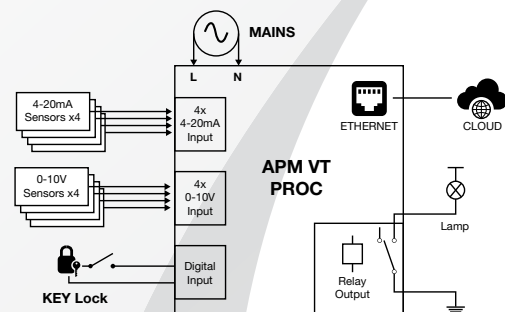 MAINS
L N
4-20mA
Sensors x4
4x
4-20mA
Input
ETHERNET
CLOUD
APM VT
PROC
0-10V
Sensors x4
4x
0-10V
Input
Lamp
Digital
Input
KEY Lock
Relay
Output